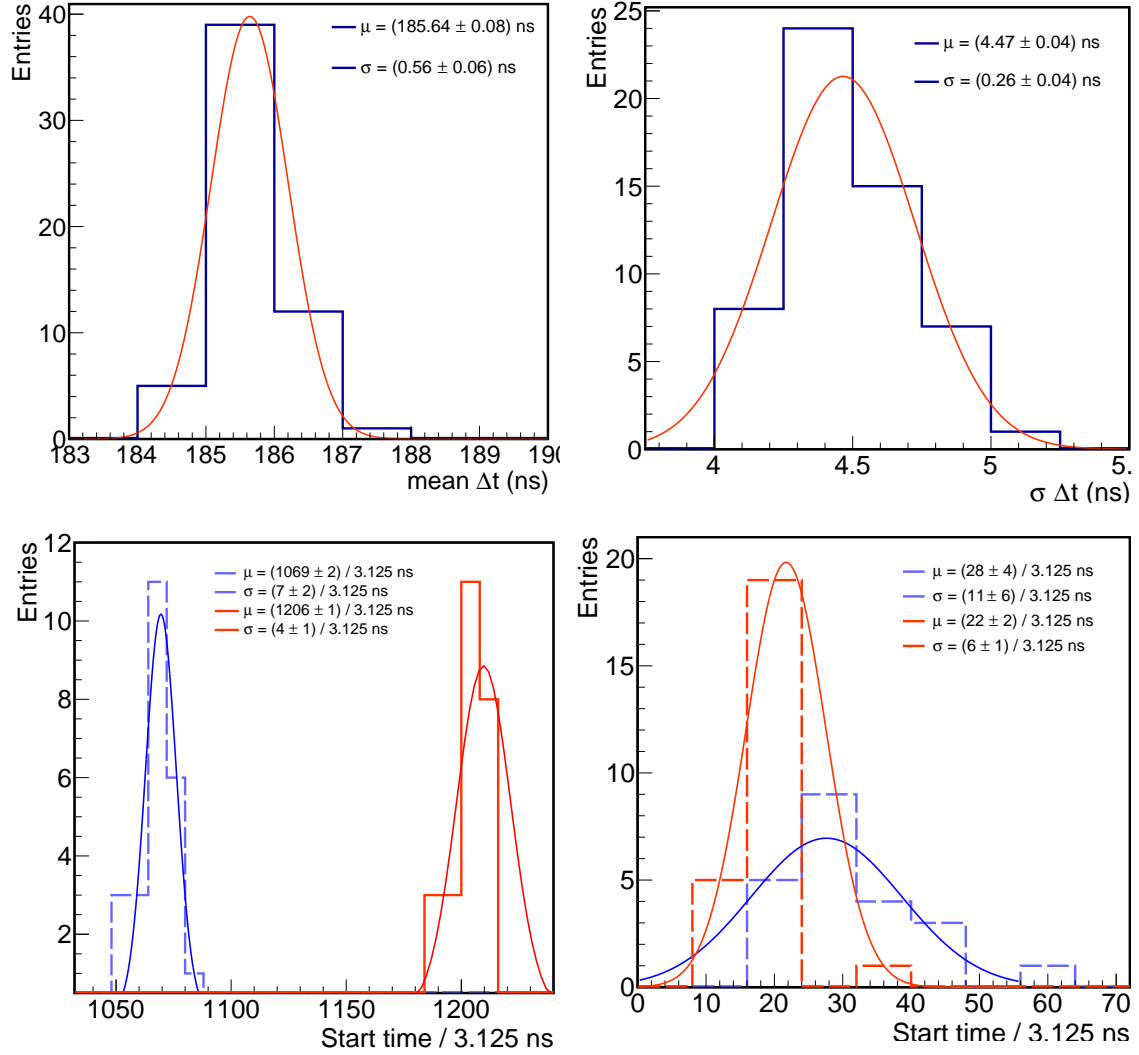 Entries
40
30
20
10
0
μ = (185.64 ± 0.08) ns
σ = (0.56 ± 0.06) ns
183 184 185 186 187 188 189 190
mean Δt (ns)
Entries
25
20
15
10
5
0
μ = (4.47 ± 0.04) ns
σ = (0.26 ± 0.04) ns
4 4.5 5 5.
σ Δt (ns)
Entries
12
10
8
6
4
2
μ = (1069 ± 2) / 3.125 ns
σ = (7 ± 2) / 3.125 ns
μ = (1206 ± 1) / 3.125 ns
σ = (4 ± 1) / 3.125 ns
1050 1100 1150 1200
Start time / 3.125 ns
Entries
20
15
10
5
0
μ = (28 ± 4) / 3.125 ns
σ = (11 ± 6) / 3.125 ns
μ = (22 ± 2) / 3.125 ns
σ = (6 ± 1) / 3.125 ns
0 10 20 30 40 50 60 70
Start time / 3.125 ns